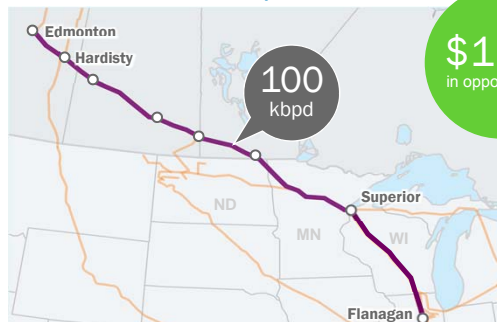 Edmonton
Hardisty
100
kbpd
$1
in oppo
Superior
ND
MN
WI
Flanagan